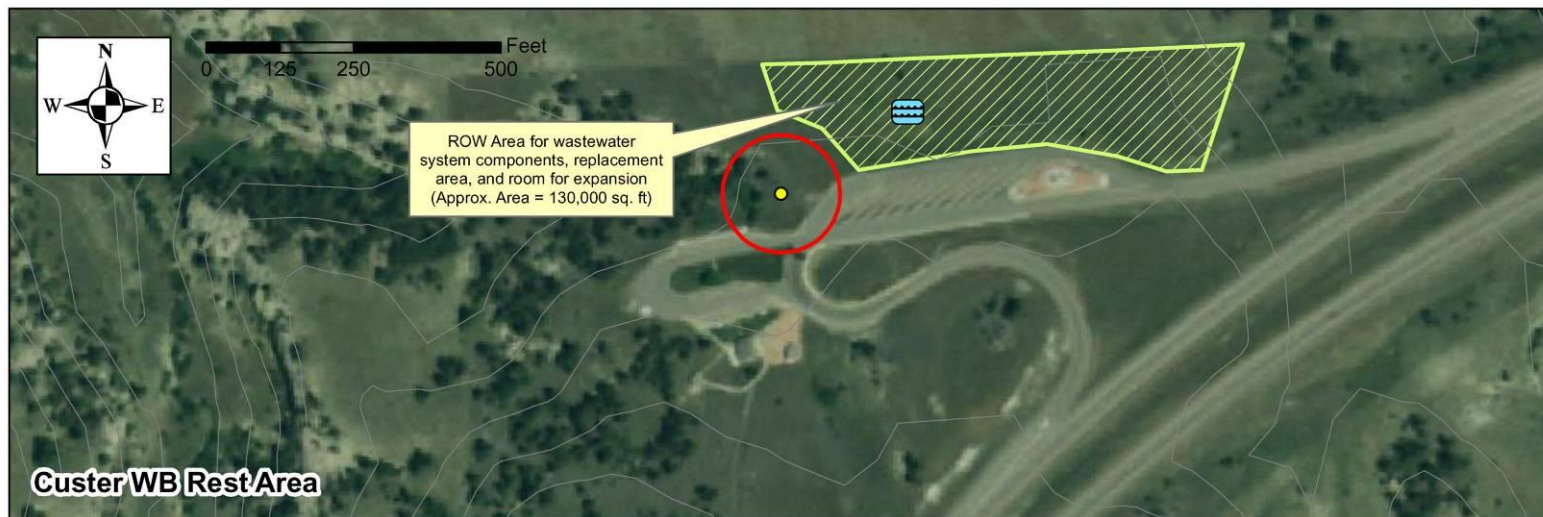 N
W
E
S
Feet
0 125 250 500
ROW Area for wastewater
system components, replacement
area, and room for expansion
(Approx. Area = 130,000 sq. ft)
Custer WB Rest Area